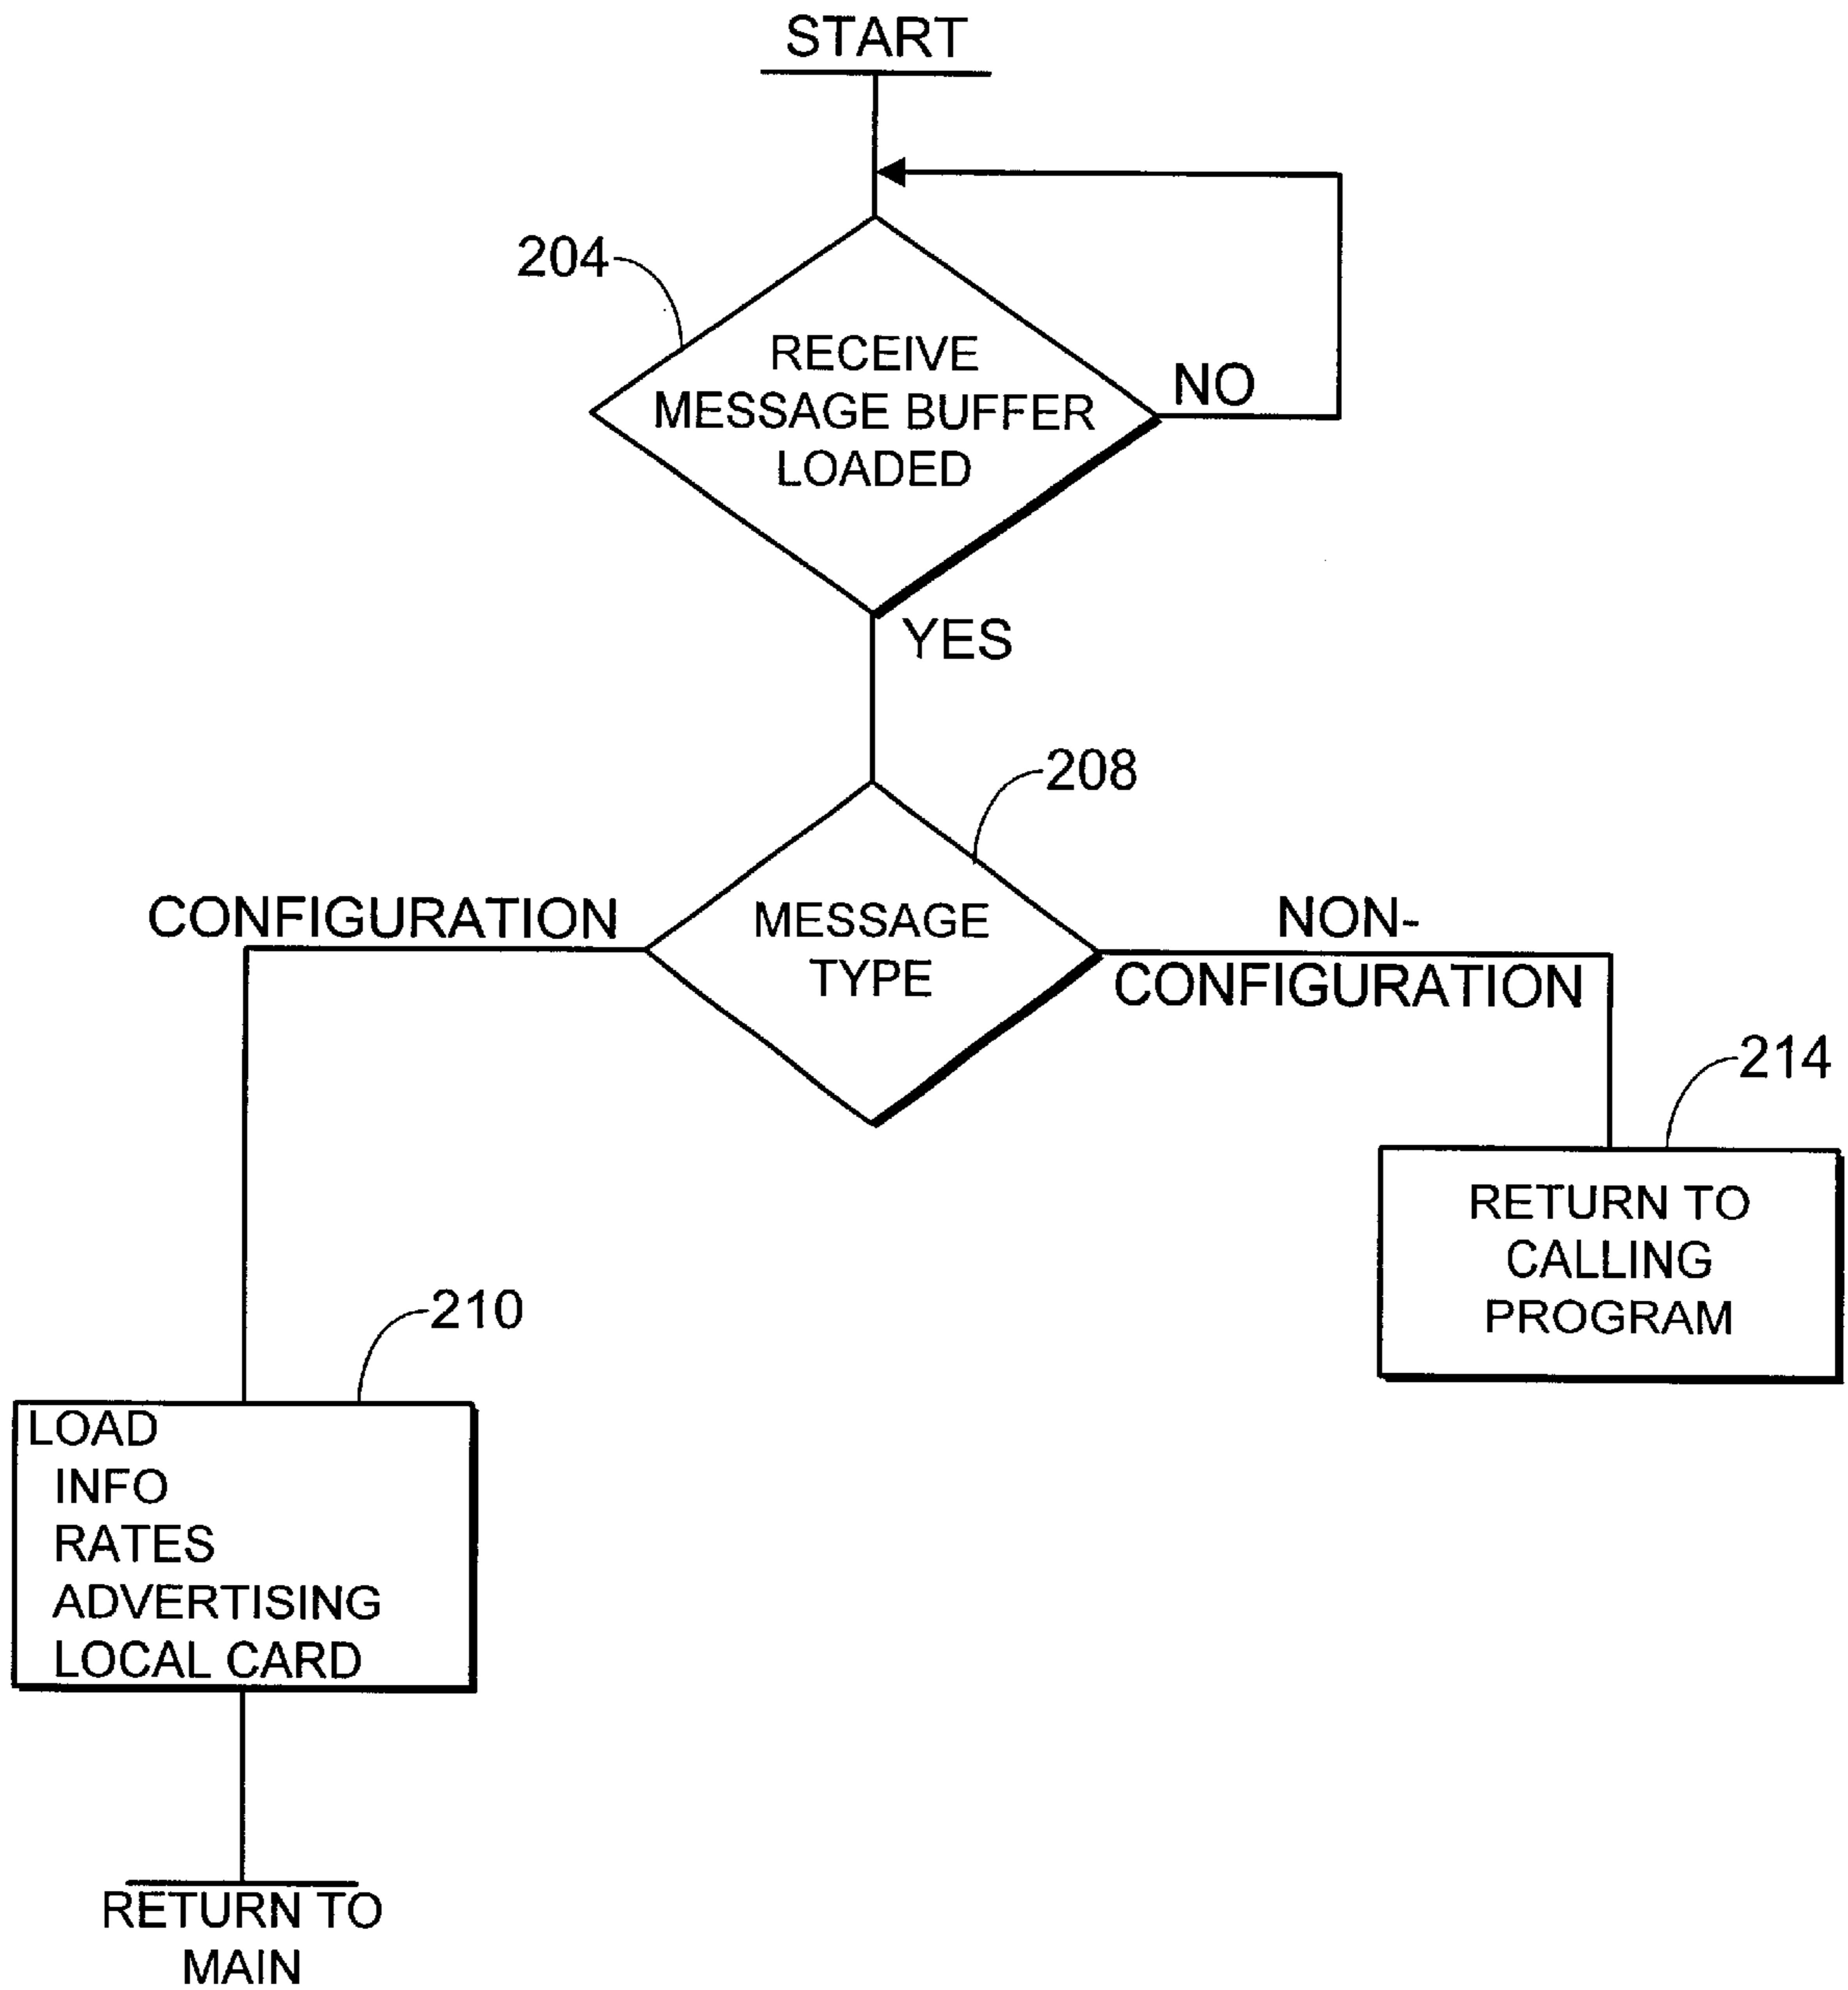 START
204
RECEIVE
MESSAGE BUFFER
LOADED
NO
YES
208
CONFIGURATION
MESSAGE
TYPE
NON-
CONFIGURATION
214
RETURN TO
CALLING
PROGRAM
210
LOAD
INFO
RATES
ADVERTISING
LOCAL CARD
RETURN TO
MAIN